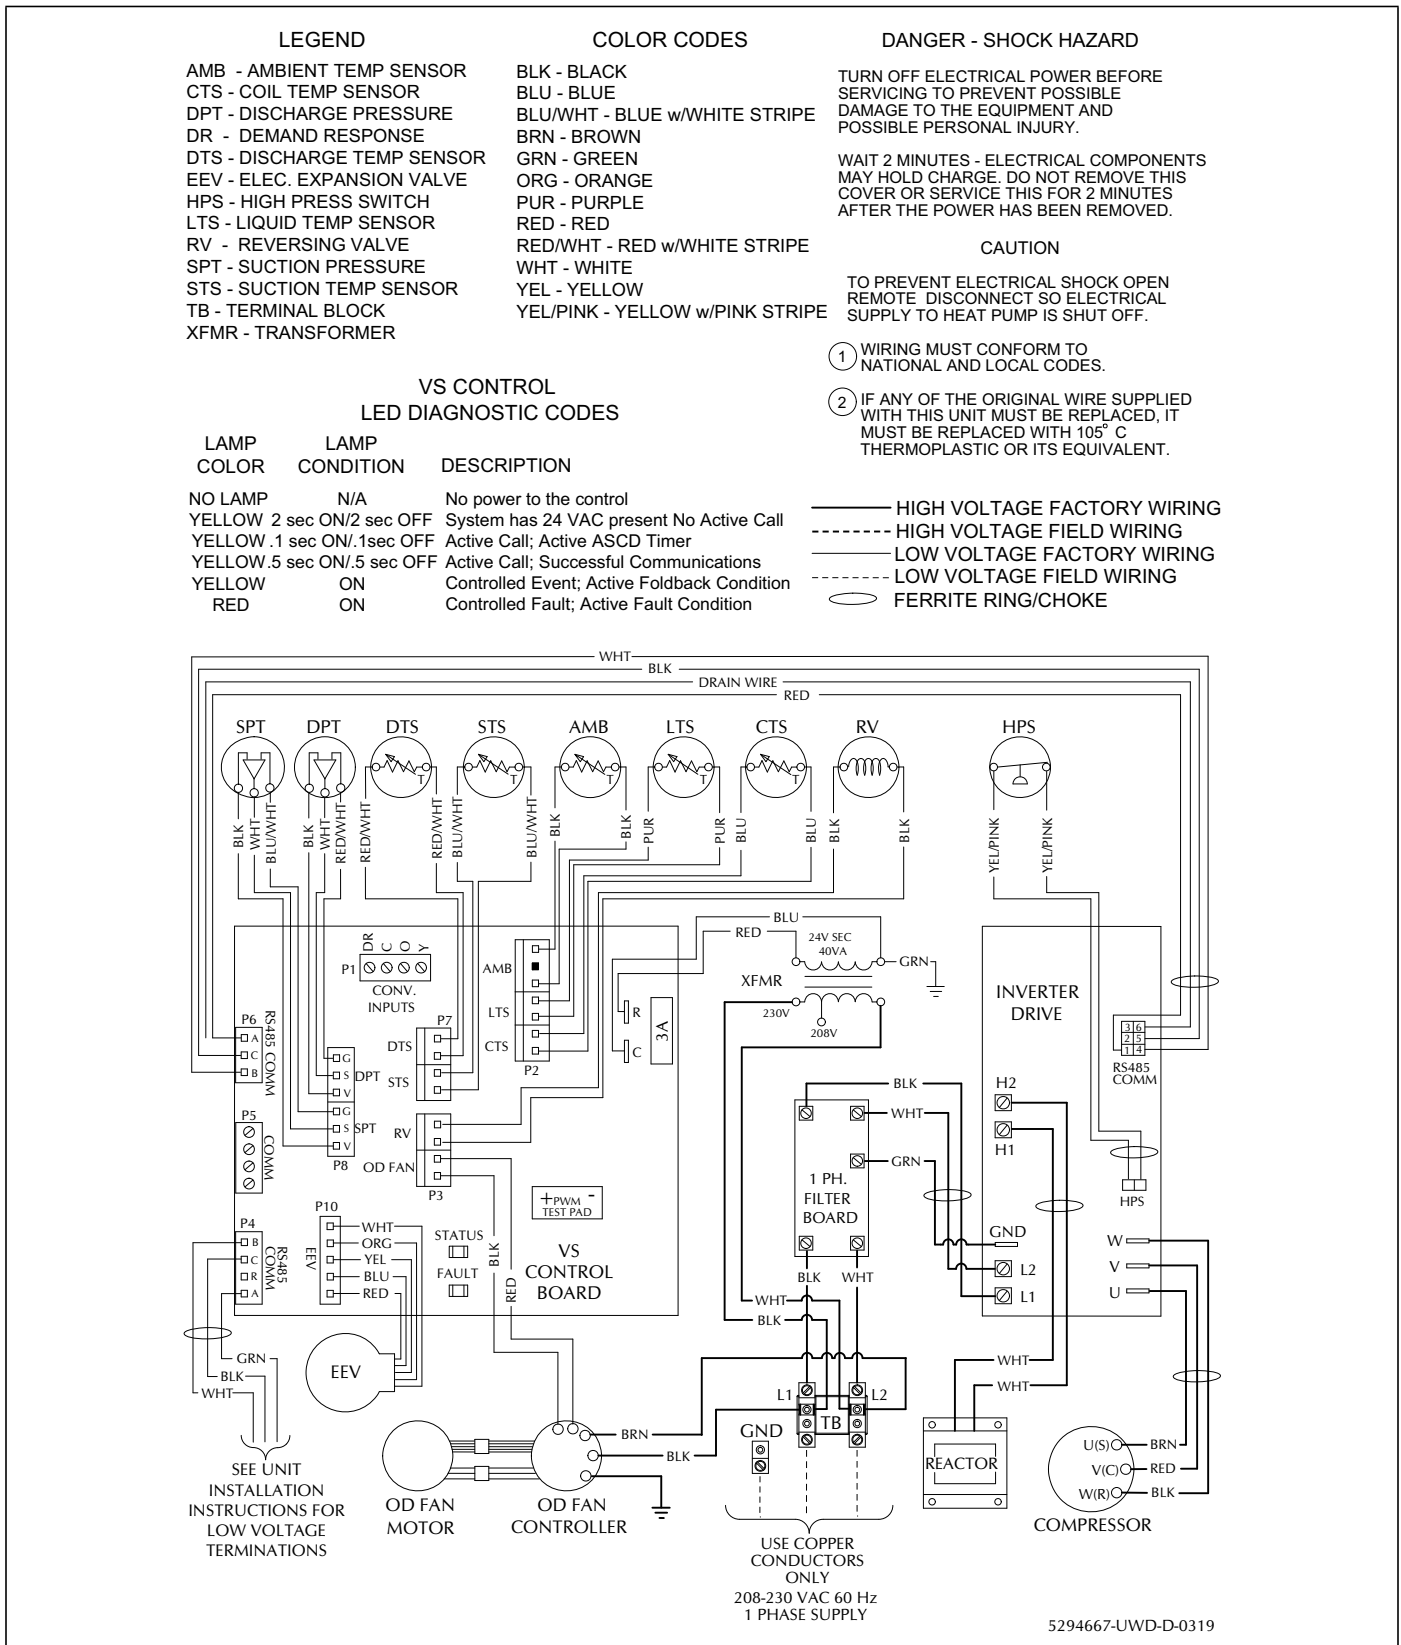 LEGEND
AMB - AMBIENT TEMP SENSOR
CTS - COIL TEMP SENSOR
DPT - DISCHARGE PRESSURE
DR - DEMAND RESPONSE
DTS - DISCHARGE TEMP SENSOR
EEV - ELEC. EXPANSION VALVE
HPS - HIGH PRESS SWITCH
LTS - LIQUID TEMP SENSOR
RV - REVERSING VALVE
SPT - SUCTION PRESSURE
STS - SUCTION TEMP SENSOR
TB - TERMINAL BLOCK
XFMR - TRANSFORMER
COLOR CODES
BLK - BLACK
BLU - BLUE
BLU/WHT - BLUE w/WHITE STRIPE
BRN - BROWN
GRN - GREEN
ORG - ORANGE
PUR - PURPLE
RED - RED
RED/WHT - RED w/WHITE STRIPE
WHT - WHITE
YEL - YELLOW
YEL/PINK - YELLOW w/PINK STRIPE
DANGER - SHOCK HAZARD
TURN OFF ELECTRICAL POWER BEFORE
SERVICING TO PREVENT POSSIBLE
DAMAGE TO THE EQUIPMENT AND
POSSIBLE PERSONAL INJURY.
WAIT 2 MINUTES - ELECTRICAL COMPONENTS
MAY HOLD CHARGE. DO NOT REMOVE THIS
COVER OR SERVICE THIS FOR 2 MINUTES
AFTER THE POWER HAS BEEN REMOVED.
CAUTION
TO PREVENT ELECTRICAL SHOCK OPEN
REMOTE DISCONNECT SO ELECTRICAL
SUPPLY TO HEAT PUMP IS SHUT OFF.
1 WIRING MUST CONFORM TO
NATIONAL AND LOCAL CODES.
2 IF ANY OF THE ORIGINAL WIRE SUPPLIED
WITH THIS UNIT MUST BE REPLACED, IT
MUST BE REPLACED WITH 105° C
THERMOPLASTIC OR ITS EQUIVALENT.
VS CONTROL
LED DIAGNOSTIC CODES
LAMP COLOR LAMP CONDITION DESCRIPTION
NO LAMP N/A No power to the control
YELLOW 2 sec ON/2 sec OFF System has 24 VAC present No Active Call
YELLOW .1 sec ON/.1sec OFF Active Call; Active ASCD Timer
YELLOW .5 sec ON/.5 sec OFF Active Call; Successful Communications
YELLOW ON Controlled Event; Active Foldback Condition
RED ON Controlled Fault; Active Fault Condition
HIGH VOLTAGE FACTORY WIRING
HIGH VOLTAGE FIELD WIRING
LOW VOLTAGE FACTORY WIRING
LOW VOLTAGE FIELD WIRING
FERRITE RING/CHOKE
WHT
BLK
DRAIN WIRE
RED
SPT DPT DTS STS AMB LTS CTS RV HPS
T T T T T
BLK WHT BLU/WHT BLK WHT RED/WHT RED/WHT RED/WHT BLU/WHT BLU/WHT BLK BLK PUR PUR BLU BLU BLK BLK YEL/PINK YEL/PINK
P1 DR C O Y
CONV.
INPUTS
AMB
LTS
CTS
P2
R
C
3A
BLU
RED
24V SEC
40VA
GRN
XFMR
230V
208V
INVERTER
DRIVE
3 6
2 5
1 4
RS485
COMM
P6
A
C
B
RS485 COMM
P7
DTS
STS
G
S DPT
V
G
S SPT
V
P8
P5
COMM
RV
OD FAN
P3
+ PWM -
TEST PAD
P4
B
C
R
A
RS485
COMM
P10
EEV
WHT
ORG
YEL
BLU
RED
STATUS
FAULT
VS
CONTROL
BOARD
BLK
RED
BLK
WHT
GRN
1 PH.
FILTER
BOARD
BLK WHT
WHT
BLK
H2
H1
GND
L2
L1
HPS
W
V
U
GRN
BLK
WHT
EEV
SEE UNIT
INSTALLATION
INSTRUCTIONS FOR
LOW VOLTAGE
TERMINATIONS
OD FAN
MOTOR
OD FAN
CONTROLLER
BRN
BLK
L1 L2
TB
GND
USE COPPER
CONDUCTORS
ONLY
208-230 VAC 60 Hz
1 PHASE SUPPLY
WHT
WHT
REACTOR
U(S) BRN
V(C) RED
W(R) BLK
COMPRESSOR
5294667-UWD-D-0319